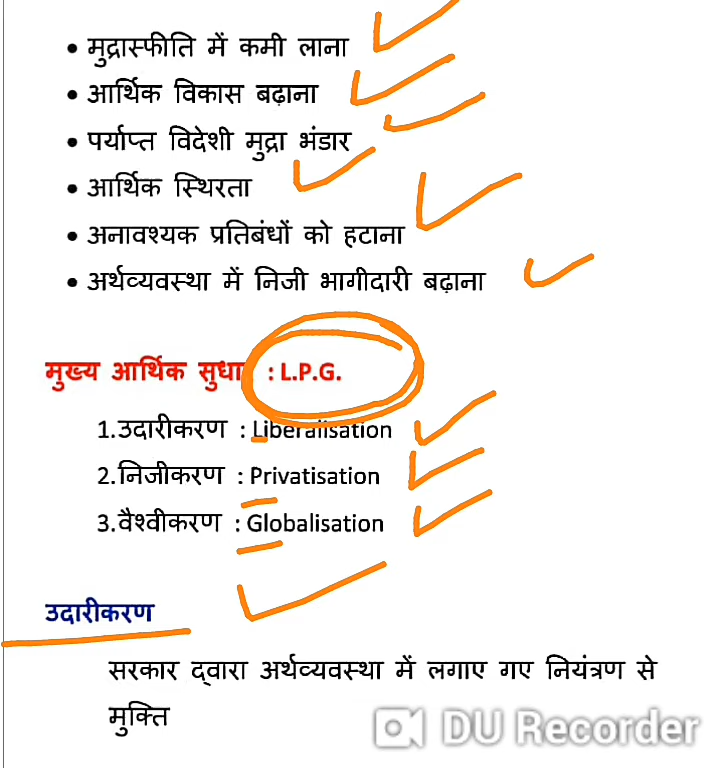 • मुद्रास्फीति में कमी लाना
• आर्थिक विकास बढ़ाना
• पर्याप्त विदेशी मुद्रा भंडार
• आर्थिक स्थिरता
• अनावश्यक प्रतिबंधों को हटाना
• अर्थव्यवस्था में निजी भागीदारी बढ़ाना
मुख्य आर्थिक सुधा : L.P.G.
1.उदारीकरण : Liberalisation
2.निजीकरण : Privatisation
3.वैश्वीकरण : Globalisation
उदारीकरण
सरकार द्वारा अर्थव्यवस्था में लगाए गए नियंत्रण से
मुक्ति
DU Recorder